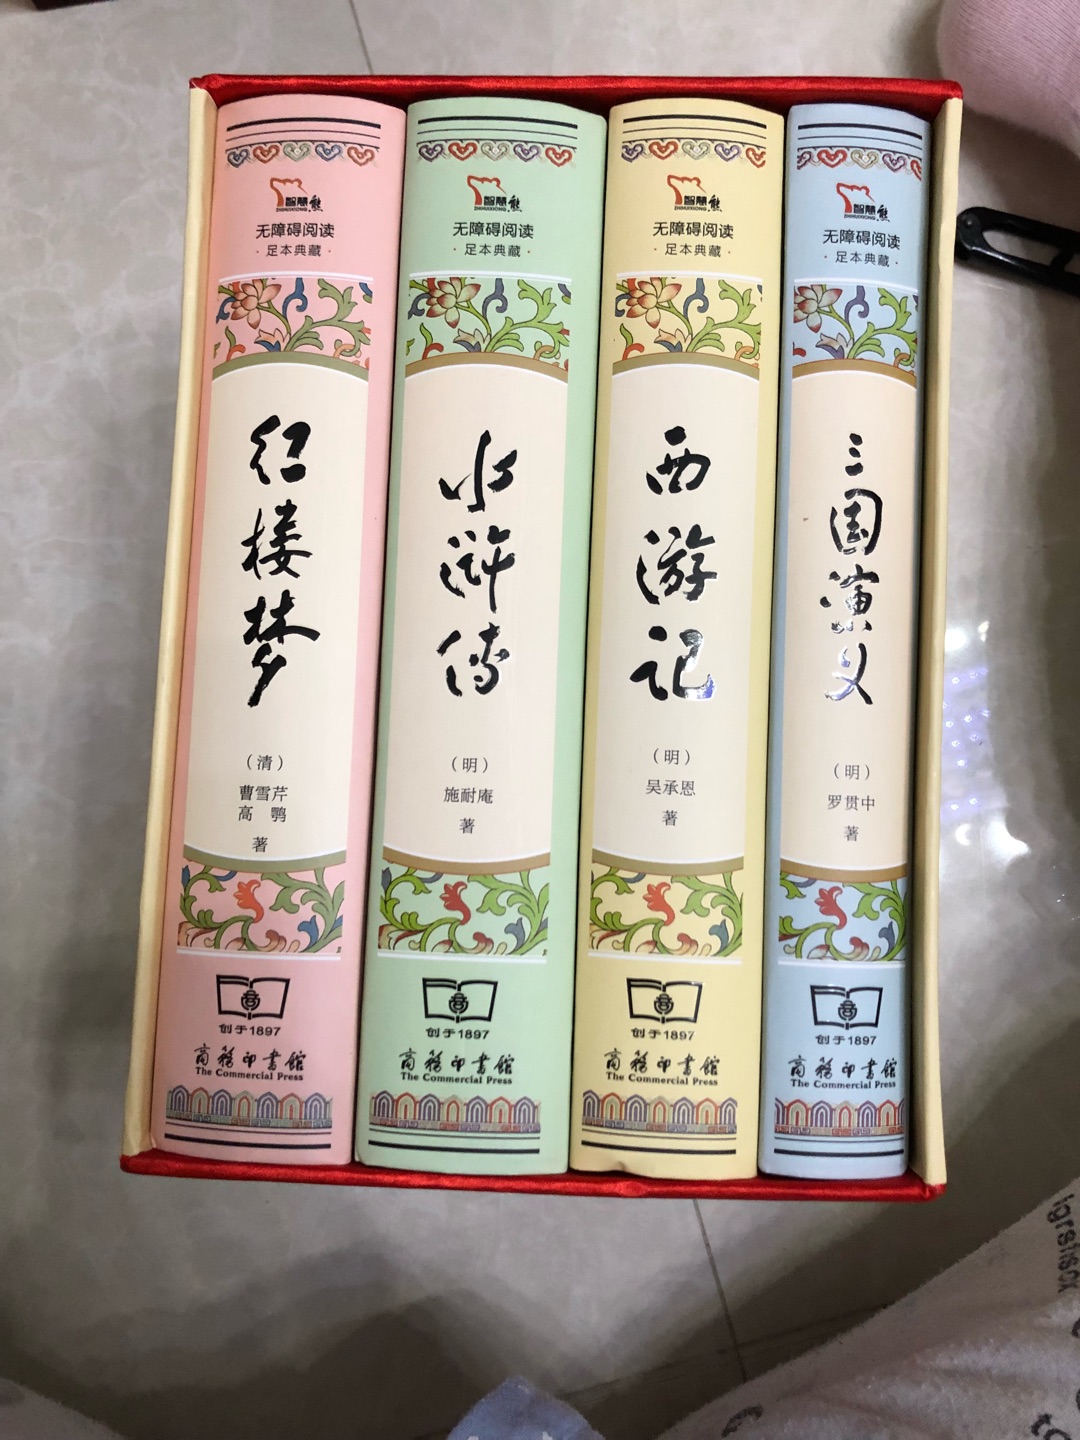 智慧熊
ZHIHUIXIONG
无障碍阅读
·足本典藏·
红楼梦
（清）
曹雪芹
高 鹗
著
创于1897
商务印书馆
The Commercial Press
智慧熊
ZHIHUIXIONG
无障碍阅读
·足本典藏·
水浒传
（明）
施耐庵
著
创于1897
商务印书馆
The Commercial Press
智慧熊
ZHIHUIXIONG
无障碍阅读
·足本典藏·
西游记
（明）
吴承恩
著
创于1897
商务印书馆
The Commercial Press
智慧熊
ZHIHUIXIONG
无障碍阅读
·足本典藏·
三国演义
（明）
罗贯中
著
创于1897
商务印书馆
The Commercial Press